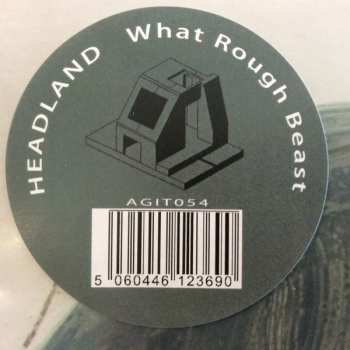 HEADLAND What Rough Beast
AGIT054
5 060446 123690